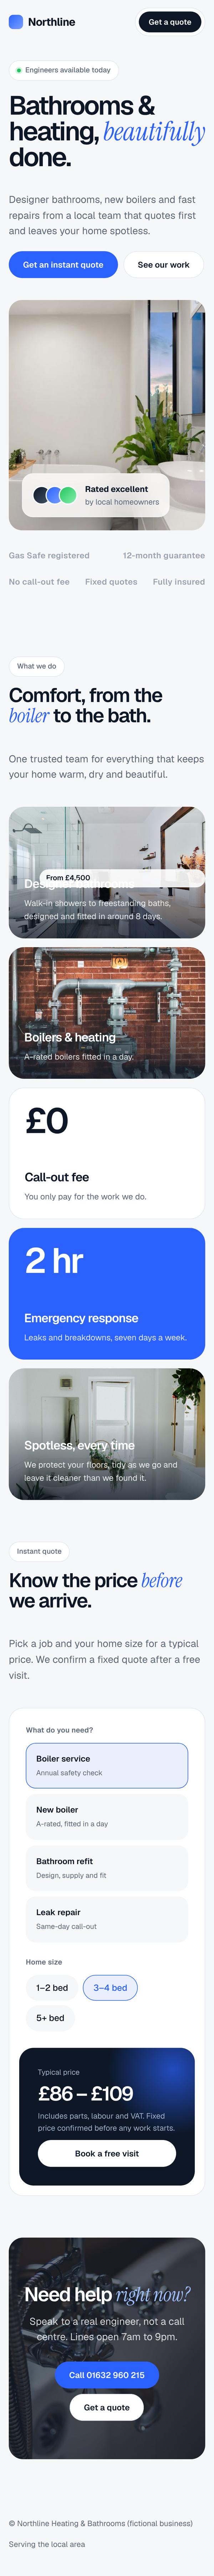 Northline
Get a quote
Engineers available today
Bathrooms &
heating, beautifully
done.
Designer bathrooms, new boilers and fast
repairs from a local team that quotes first
and leaves your home spotless.
Get an instant quote
See our work
Rated excellent
by local homeowners
Gas Safe registered
12-month guarantee
No call-out fee
Fixed quotes
Fully insured
What we do
Comfort, from the
boiler to the bath.
One trusted team for everything that keeps
your home warm, dry and beautiful.
From £4,500
Walk-in showers to freestanding baths,
designed and fitted in around 8 days.
Boilers & heating
A-rated boilers fitted in a day.
£0
Call-out fee
You only pay for the work we do.
2 hr
Emergency response
Leaks and breakdowns, seven days a week.
Spotless, every time
We protect your floors, tidy as we go and
leave it cleaner than we found it.
Instant quote
Know the price before
we arrive.
Pick a job and your home size for a typical
price. We confirm a fixed quote after a free
visit.
What do you need?
Boiler service
Annual safety check
New boiler
A-rated, fitted in a day
Bathroom refit
Design, supply and fit
Leak repair
Same-day call-out
Home size
1–2 bed
3–4 bed
5+ bed
Typical price
£86 – £109
Includes parts, labour and VAT. Fixed
price confirmed before any work starts.
Book a free visit
Need help right now?
Speak to a real engineer, not a call
centre. Lines open 7am to 9pm.
Call 01632 960 215
Get a quote
© Northline Heating & Bathrooms (fictional business)
Serving the local area